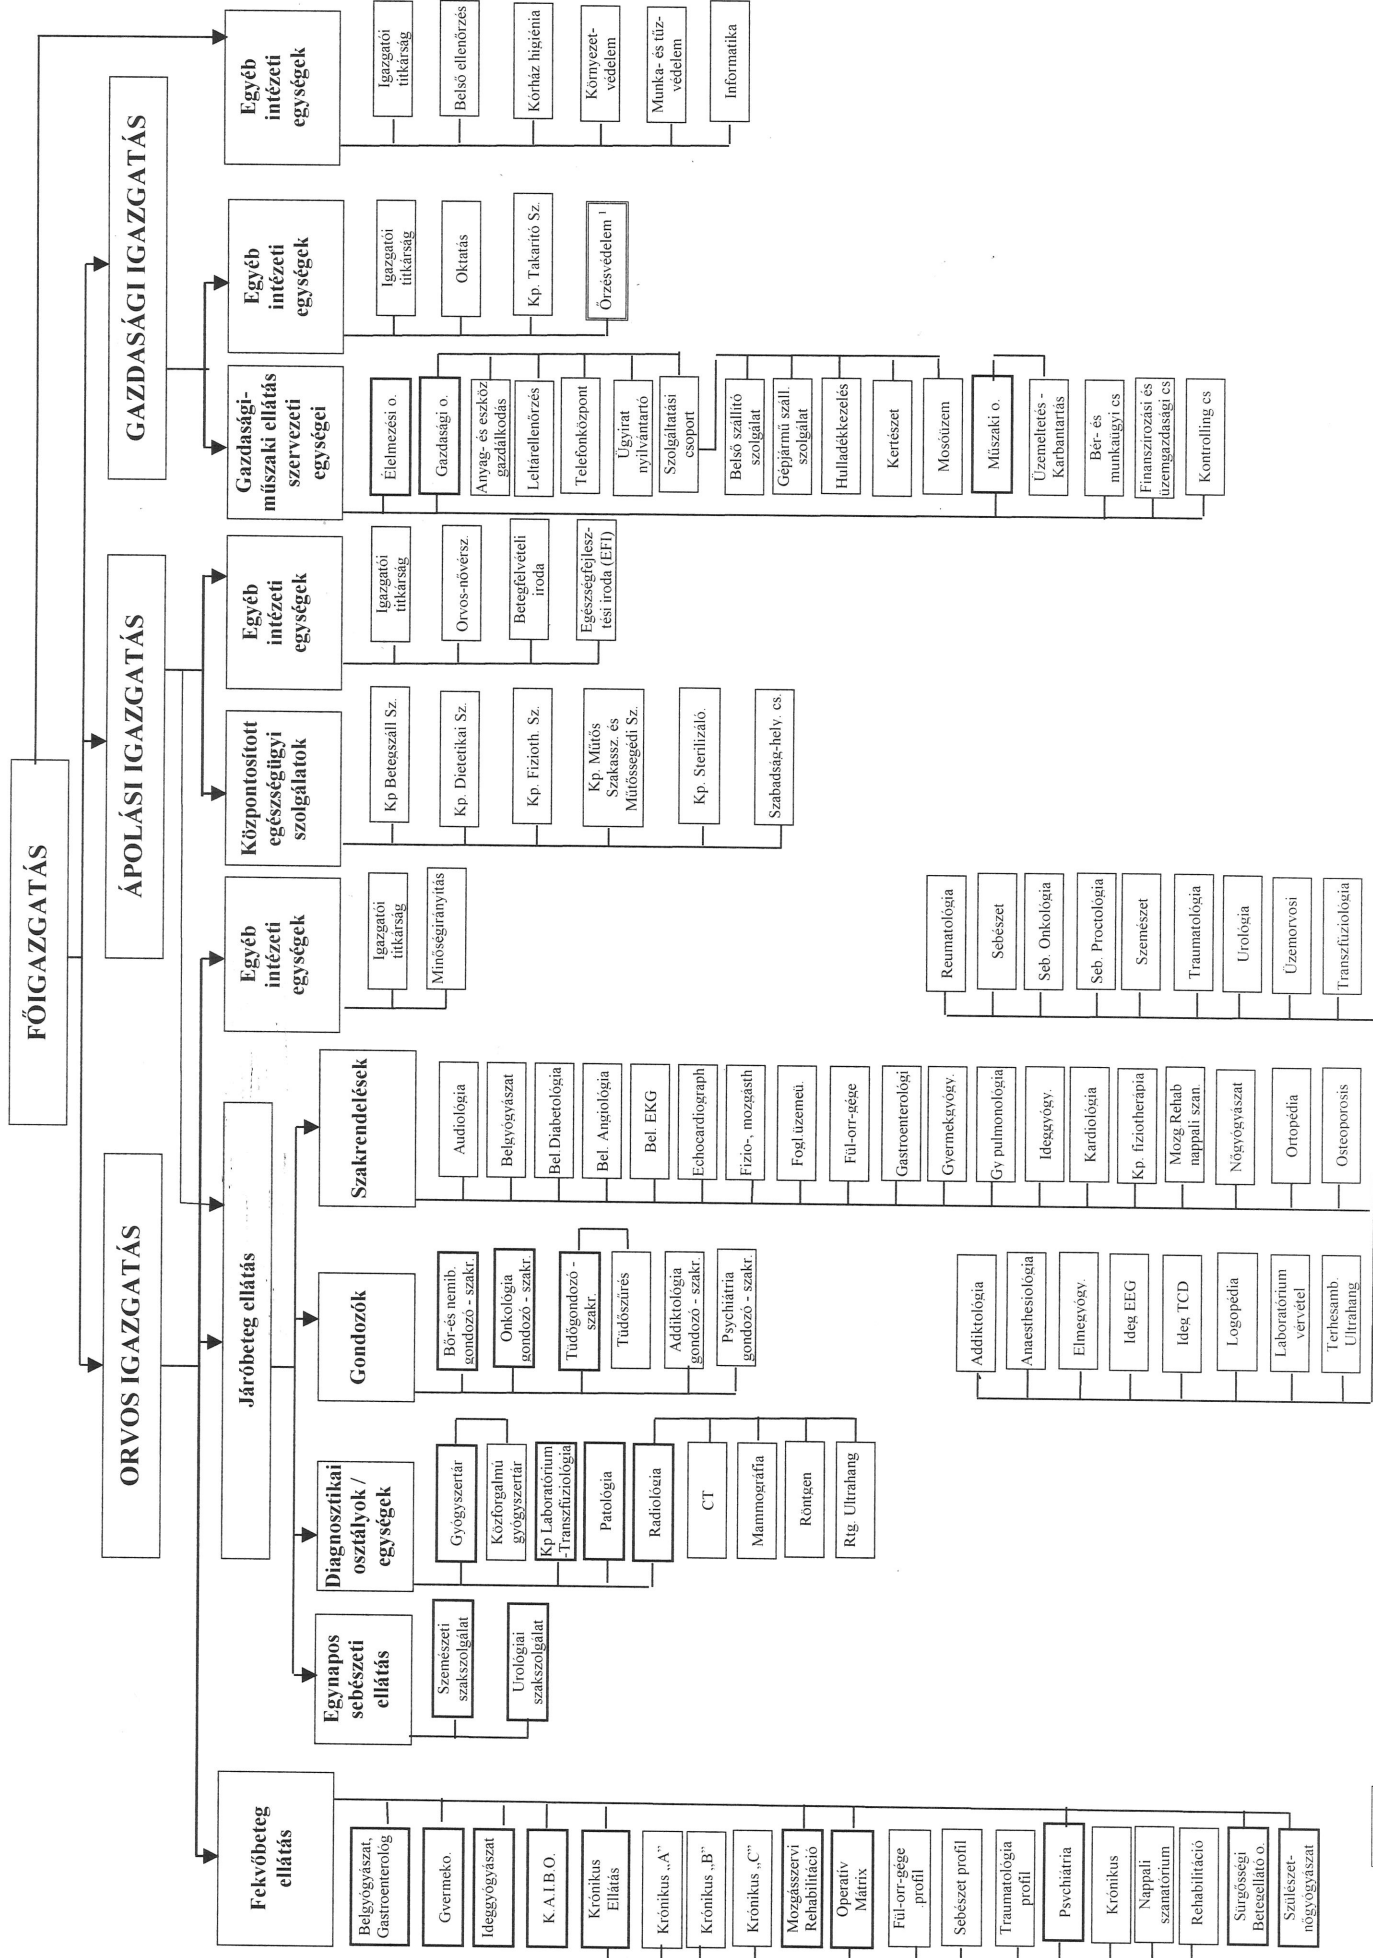 FŐIGAZGATÁS
ORVOS IGAZGATÁS
ÁPOLÁSI IGAZGATÁS
GAZDASÁGI IGAZGATÁS
Fekvőbeteg
ellátás
Belgyógyászat,
Gastroenterológ
Gyermeko.
Ideggyógyászat
K.A.I.B.O.
Krónikus
Ellátás
Krónikus „A”
Krónikus „B”
Krónikus „C”
Mozgásszervi
Rehabilitáció
Operatív
Mátrix
Fül-orr-gége
profil
Sebészet profil
Traumatológia
profil
Psychiátria
Krónikus
Nappali
szanatórium
Rehabilitáció
Sürgősségi
Betegellátó o.
Szülészet-
nőgyógyászat
Járóbeteg ellátás
Egynapos
sebészeti
ellátás
Szemészeti
szakszolgálat
Urológiai
szakszolgálat
Diagnosztikai
osztályok /
egységek
Gyógyszertár
Közforgalmú
gyógyszertár
Kp Laboratórium
-Transzfúziológia
Patológia
Radiológia
CT
Mammográfia
Röntgen
Rtg. Ultrahang
Gondozók
Bőr-és nemib.
gondozó - szakr.
Onkológia
gondozó - szakr.
Tüdőgondozó -
szakr.
Tüdőszűrés
Addiktológia
gondozó - szakr.
Psychiátria
gondozó - szakr.
Szakrendelések
Audiológia
Belgyógyászat
Bel.Diabetológia
Bel. Angiológia
Bel. EKG
Echocardiograph
Fizio-, mozgásth
Fogl.üzemeü.
Fül-orr-gége
Gastroenterológi
Gyermekgyógy.
Gy pulmonológia
Ideggyógy.
Kardiológia
Kp. fiziotherápia
Mozg.Rehab
nappali szan.
Nőgyógyászat
Ortopédia
Osteoporosis
Addiktológia
Anaesthesiológia
Elmegyógy.
Ideg EEG
Ideg TCD
Logopédia
Laboratórium
vérvétel
Terhesamb.
Ultrahang
Reumatológia
Sebészet
Seb. Onkológia
Seb. Proctológia
Szemészet
Traumatológia
Urológia
Üzemorvosi
Transzfúziológia
Egyéb
intézeti
egységek
Igazgatói
titkárság
Minőségirányítás
Központosított
egészségügyi
szolgálatok
Kp Betegszáll Sz.
Kp. Dietetikai Sz.
Kp. Fizioth. Sz.
Kp. Műtős
Szakassz. és
Műtőssegédi Sz.
Kp. Sterilizáló.
Szabadság-hely. cs.
Egyéb
intézeti
egységek
Igazgatói
titkárság
Orvos-nővérsz.
Betegfelvételi
iroda
Egészségfejlesz-
tési iroda (EFI)
Gazdasági-
műszaki ellátás
szervezeti
egységei
Élelmezési o.
Gazdasági o.
Anyag- és eszköz
gazdálkodás
Leltárellenőrzés
Telefonközpont
Ügyirat
nyilvántartó
Szolgáltatási
csoport
Belső szállító
szolgálat
Gépjármű száll.
szolgálat
Hulladékkezelés
Kertészet
Mosóüzem
Műszaki o.
Üzemeltetés -
Karbantartás
Bér- és
munkaügyi cs
Finanszírozási és
üzemgazdasági cs
Kontrolling cs
Egyéb
intézeti
egységek
Igazgatói
titkárság
Oktatás
Kp. Takarító Sz.
Őrzésvédelem ¹
Egyéb
intézeti
egységek
Igazgatói
titkárság
Belső ellenőrzés
Kórház higiénia
Környezet-
védelem
Munka- és tűz-
védelem
Informatika